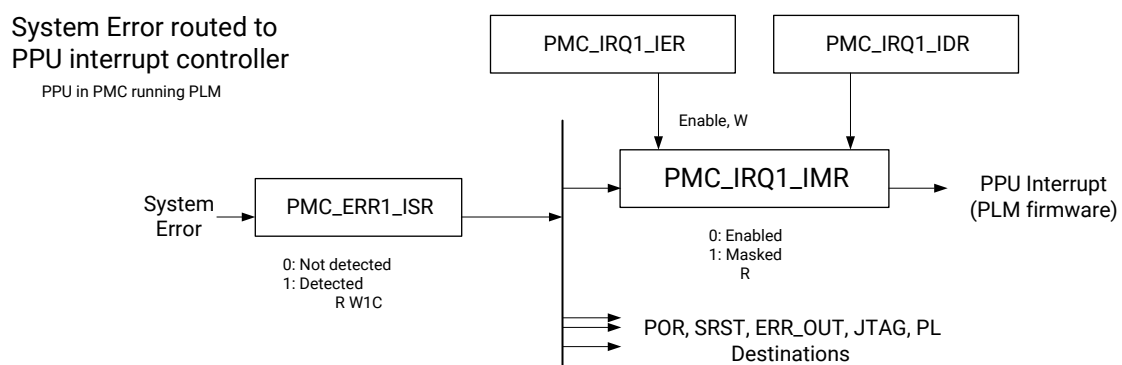 System Error routed to
PPU interrupt controller
PPU in PMC running PLM
PMC_IRQ1_IER
PMC_IRQ1_IDR
Enable, W
System
Error
PMC_ERR1_ISR
PMC_IRQ1_IMR
PPU Interrupt
(PLM firmware)
0: Not detected
1: Detected
R W1C
0: Enabled
1: Masked
R
POR, SRST, ERR_OUT, JTAG, PL
Destinations